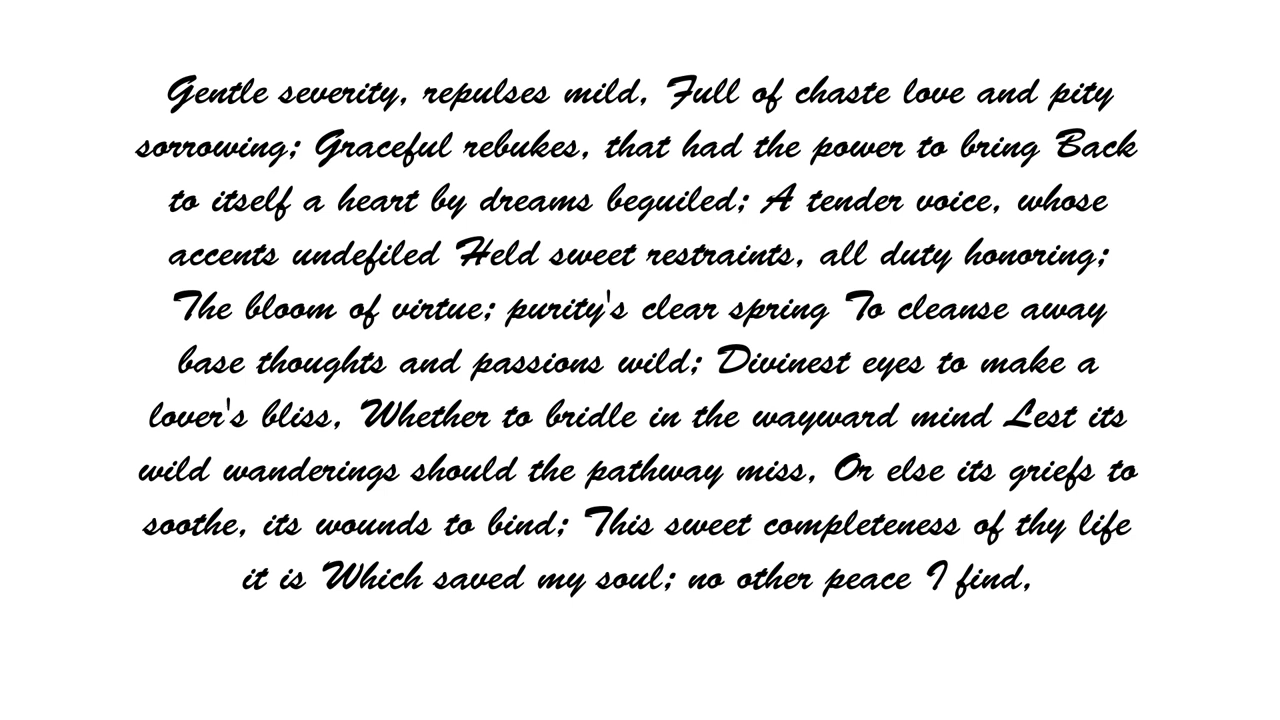 Gentle severity, repulses mild, Full of chaste love and pity
sorrowing; Graceful rebukes, that had the power to bring Back
to itself a heart by dreams beguiled; A tender voice, whose
accents undefiled Held sweet restraints, all duty honoring;
The bloom of virtue; purity's clear spring To cleanse away
base thoughts and passions wild; Divinest eyes to make a
lover's bliss, Whether to bridle in the wayward mind Lest its
wild wanderings should the pathway miss, Or else its griefs to
soothe, its wounds to bind; This sweet completeness of thy life
it is Which saved my soul; no other peace I find,